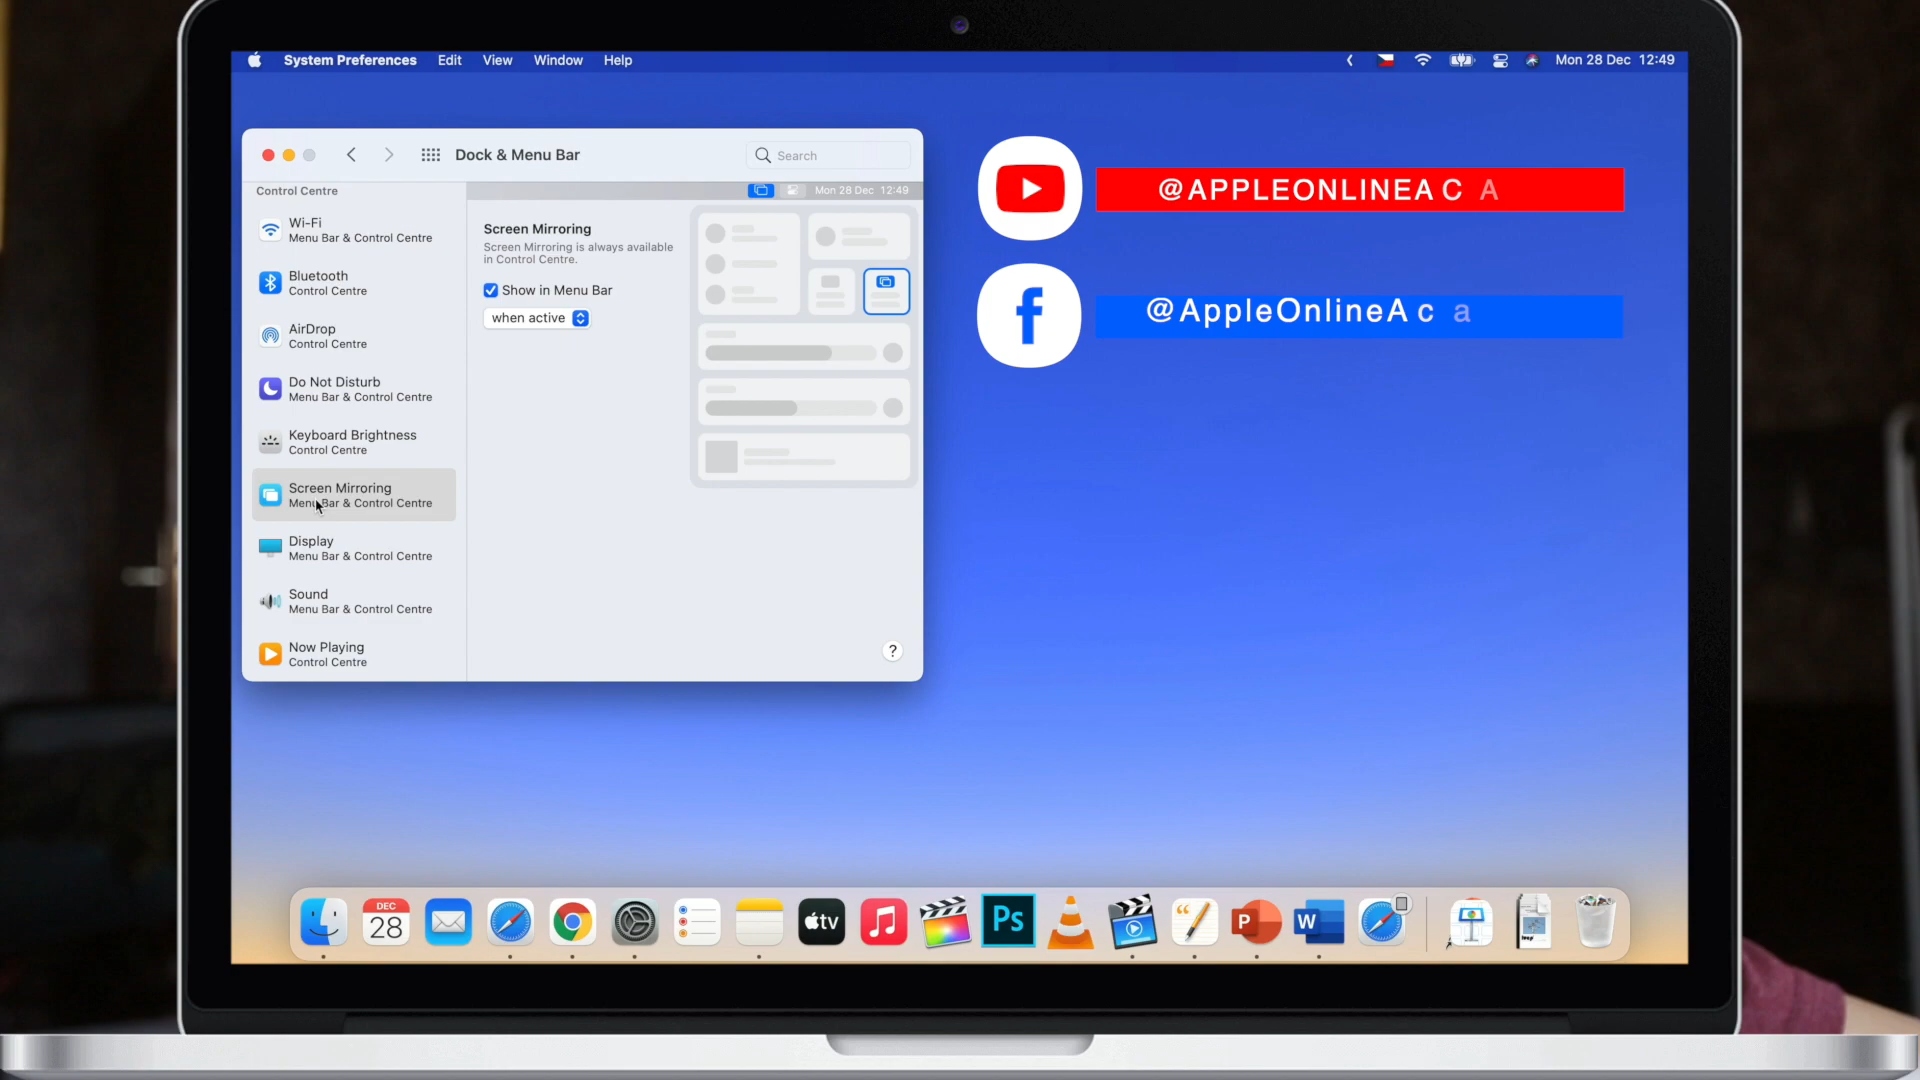 System Preferences Edit View Window Help
Mon 28 Dec 12:49
Dock & Menu Bar
Search
Control Centre
Mon 28 Dec 12:49
Wi-Fi
Menu Bar & Control Centre
Bluetooth
Control Centre
AirDrop
Control Centre
Do Not Disturb
Menu Bar & Control Centre
Keyboard Brightness
Control Centre
Screen Mirroring
Menu Bar & Control Centre
Display
Menu Bar & Control Centre
Sound
Menu Bar & Control Centre
Now Playing
Control Centre
Screen Mirroring
Screen Mirroring is always available
in Control Centre.
Show in Menu Bar
when active
?
@APPLEONLINEAC A
@AppleOnlineAc a
DEC
28
tv
Ps
P
W